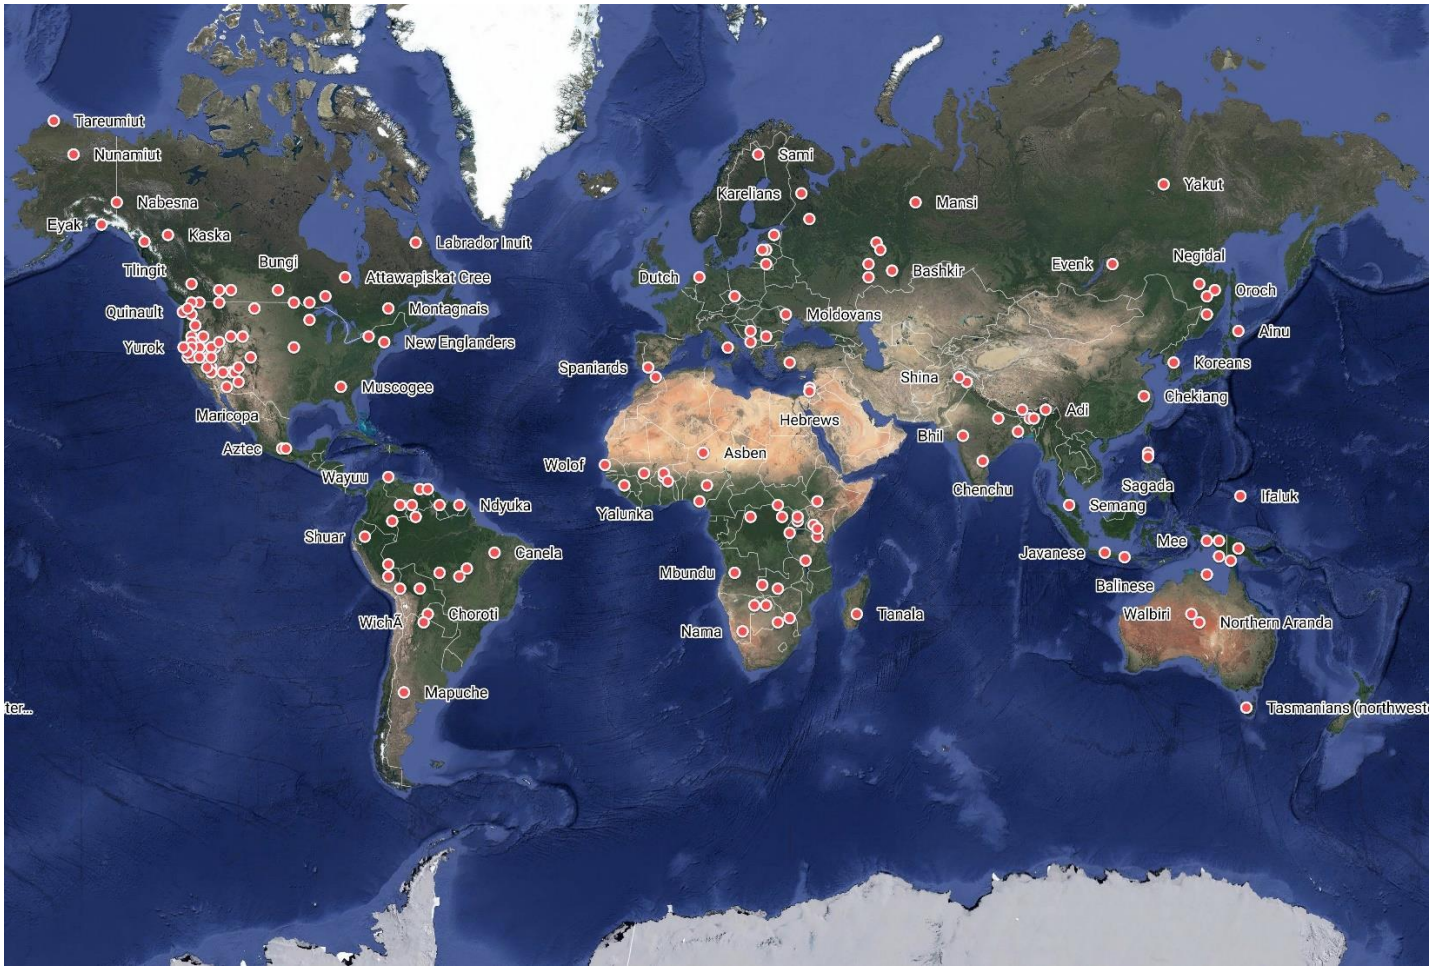 Tareumiut
Nunamiut
Sami
Karelians
Yakut
Nabesna
Mansi
Eyak
Kaska
Labrador Inuit
Tlingit
Bungi
Attawapiskat Cree
Dutch
Bashkir
Evenk
Negidal
Oroch
Quinault
Montagnais
Moldovans
Ainu
Yurok
New Englanders
Spaniards
Shina
Koreans
Muscogee
Chekiang
Maricopa
Hebrews
Adi
Aztec
Asben
Bhil
Wolof
Wayuu
Chenchu
Sagada
Ifaluk
Ndyuka
Yalunka
Semang
Shuar
Canela
Javanese
Mee
Mbundu
Balinese
WichÃ
Choroti
Tanala
Walbiri
Northern Aranda
Nama
Mapuche
ter...
Tasmanians (northweste